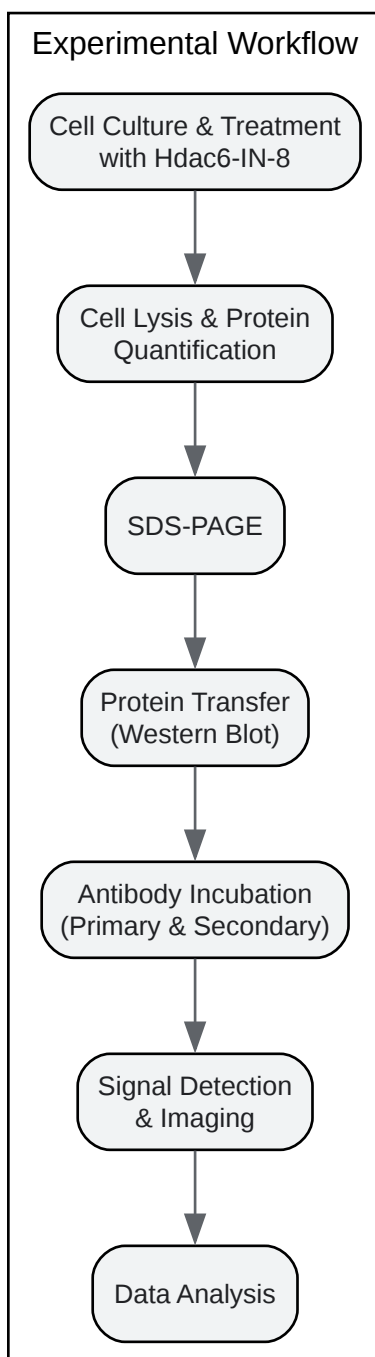 Experimental Workflow
Cell Culture & Treatment
with Hdac6-IN-8
Cell Lysis & Protein
Quantification
SDS-PAGE
Protein Transfer
(Western Blot)
Antibody Incubation
(Primary & Secondary)
Signal Detection
& Imaging
Data Analysis